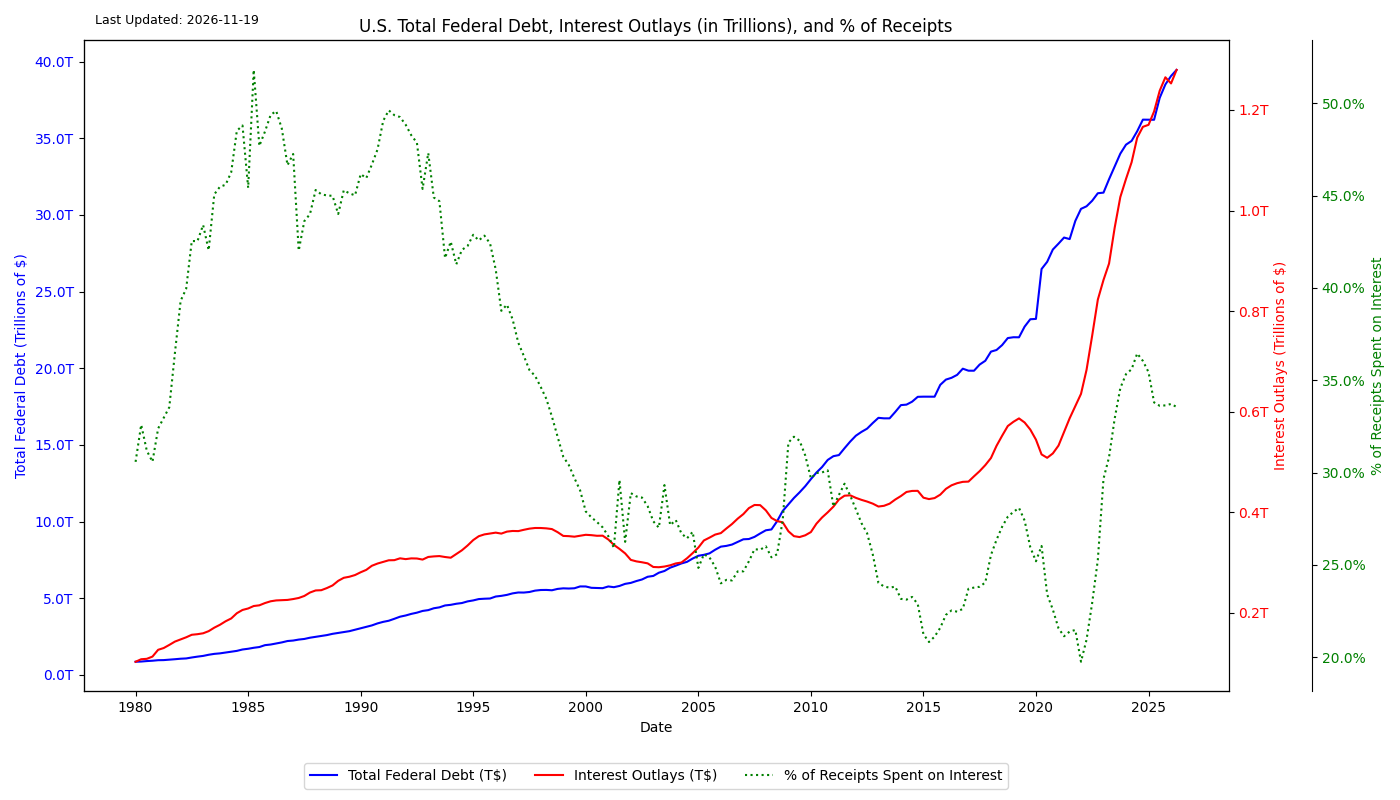 Last Updated: 2026-11-19
U.S. Total Federal Debt, Interest Outlays (in Trillions), and % of Receipts
40.0T
35.0T
30.0T
25.0T
20.0T
15.0T
10.0T
5.0T
0.0T
Total Federal Debt (Trillions of $)
1.2T
1.0T
0.8T
0.6T
0.4T
0.2T
Interest Outlays (Trillions of $)
50.0%
45.0%
40.0%
35.0%
30.0%
25.0%
20.0%
% of Receipts Spent on Interest
1980 1985 1990 1995 2000 2005 2010 2015 2020 2025
Date
Total Federal Debt (T$) Interest Outlays (T$) % of Receipts Spent on Interest